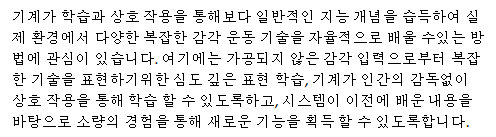 기계가 학습과 상호 작용을 통해보다 일반적인 지능 개념을 습득하여 실
제 환경에서 다양한 복잡한 감각 운동 기술을 자율적으로 배울 수있는 방
법에 관심이 있습니다. 여기에는 가공되지 않은 감각 입력으로부터 복잡
한 기술을 표현하기위한 심도 깊은 표현 학습, 기계가 인간의 감독없이
상호 작용을 통해 학습 할 수 있도록하고, 시스템이 이전에 배운 내용을
바탕으로 소량의 경험을 통해 새로운 기능을 획득 할 수 있도록합니다.